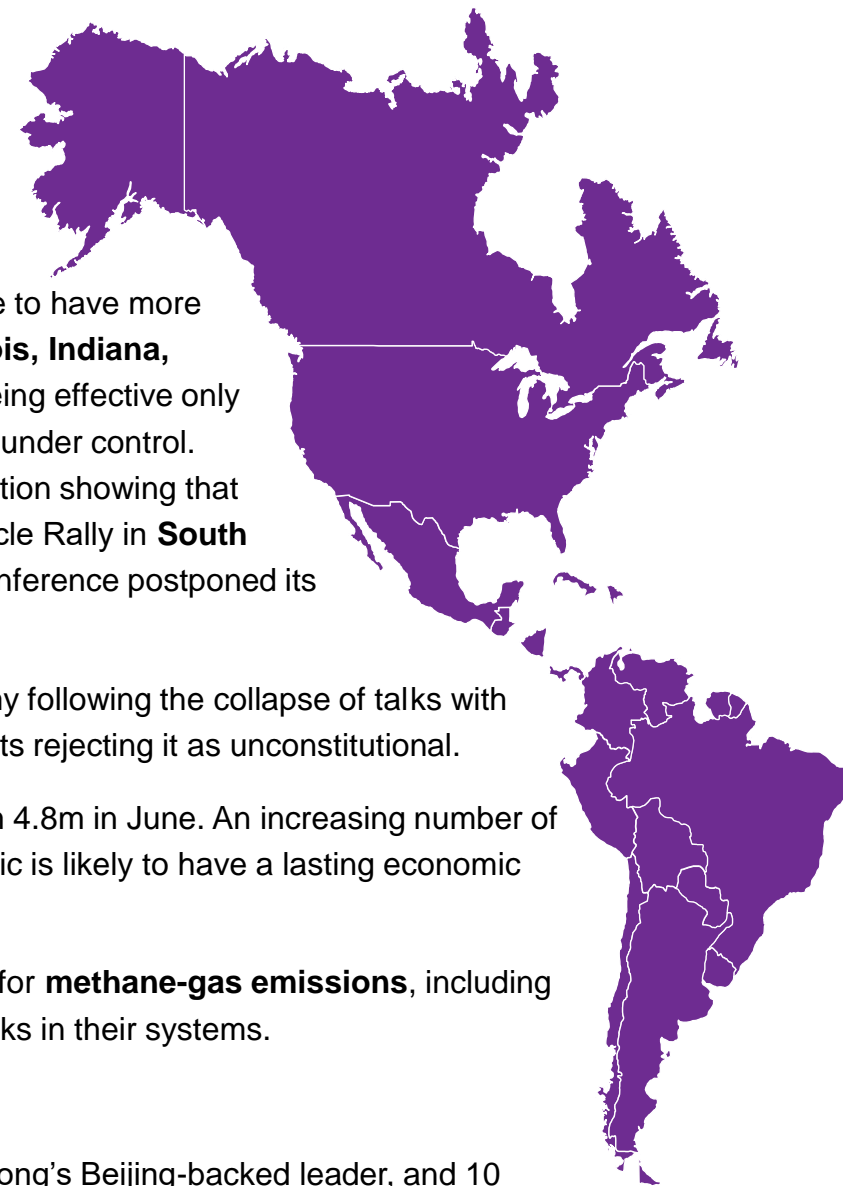 e to have more
ois, Indiana,
eing effective only
under control.
tion showing that
cle Rally in South
nference postponed its
ny following the collapse of talks with
ts rejecting it as unconstitutional.
n 4.8m in June. An increasing number of
ic is likely to have a lasting economic
for methane-gas emissions, including
ks in their systems.
ong's Beijing-backed leader, and 10